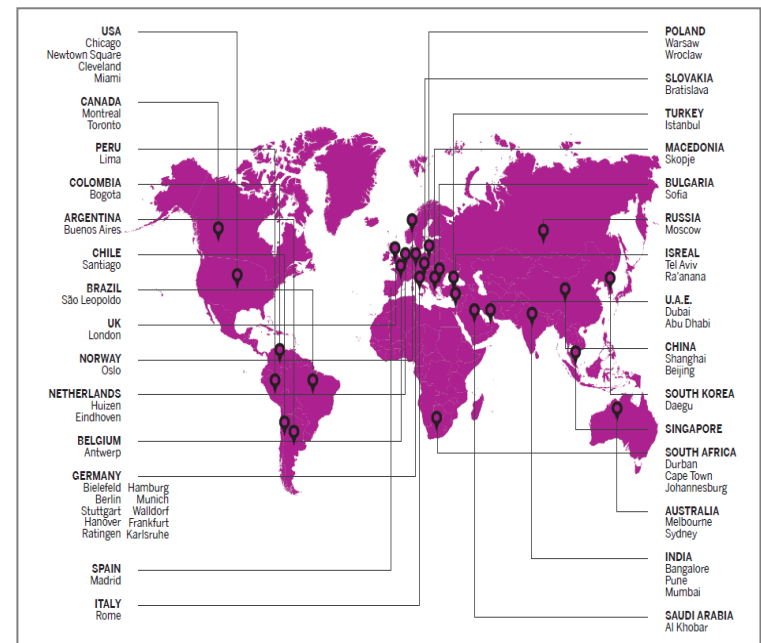 USA
Chicago
Newtown Square
Cleveland
Miami
CANADA
Montreal
Toronto
PERU
Lima
COLOMBIA
Bogota
ARGENTINA
Buenos Aires
CHILE
Santiago
BRAZIL
São Leopoldo
UK
London
NORWAY
Oslo
NETHERLANDS
Huizen
Eindhoven
BELGIUM
Antwerp
GERMANY
Bielefeld Hamburg
Berlin Munich
Stuttgart Walldorf
Hanover Frankfurt
Ratingen Karlsruhe
SPAIN
Madrid
ITALY
Rome
POLAND
Warsaw
Wroclaw
SLOVAKIA
Bratislava
TURKEY
Istanbul
MACEDONIA
Skopje
BULGARIA
Sofia
RUSSIA
Moscow
ISREAL
Tel Aviv
Ra'anana
U.A.E.
Dubai
Abu Dhabi
CHINA
Shanghai
Beijing
SOUTH KOREA
Daegu
SINGAPORE
SOUTH AFRICA
Durban
Cape Town
Johannesburg
AUSTRALIA
Melbourne
Sydney
INDIA
Bangalore
Pune
Mumbai
SAUDI ARABIA
Al Khobar